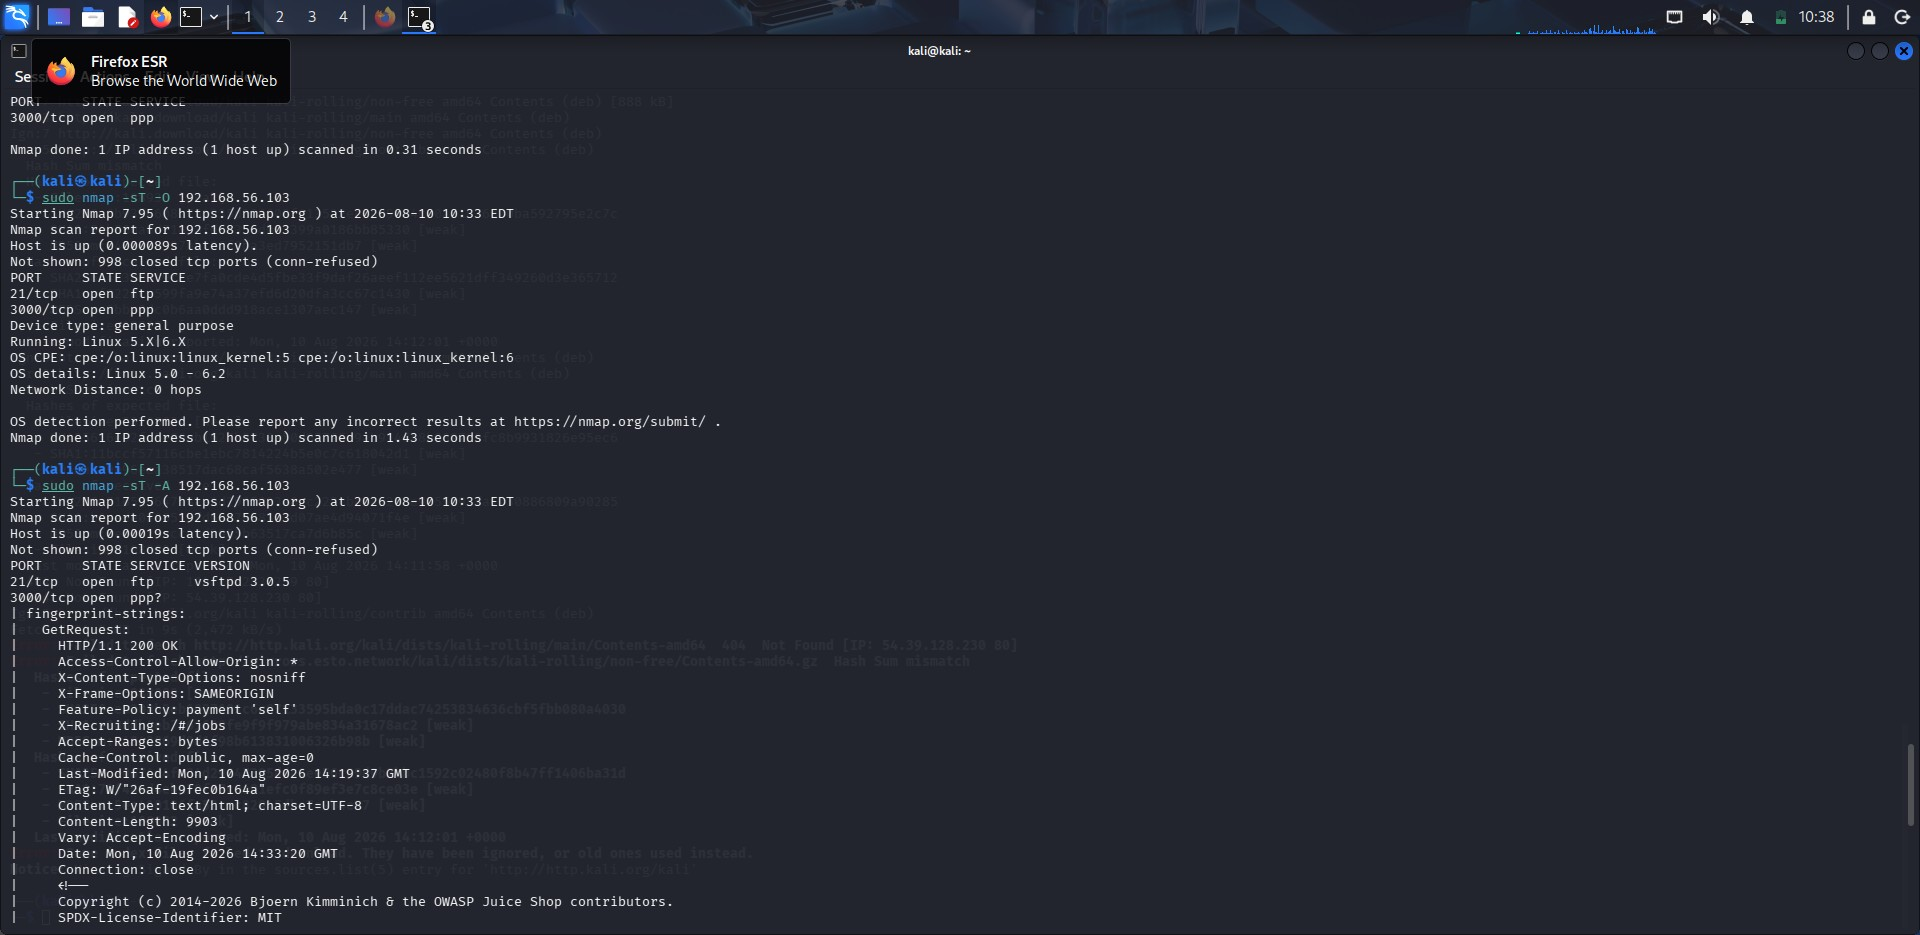 1 2 3 4
3
10:38
kali@kali: ~
Firefox ESR
Browse the World Wide Web
PORT STATE SERVICE
3000/tcp open ppp
Nmap done: 1 IP address (1 host up) scanned in 0.31 seconds
┌──(kali㉿kali)-[~]
└─$ sudo nmap -sT -O 192.168.56.103
Starting Nmap 7.95 ( https://nmap.org ) at 2026-08-10 10:33 EDT
Nmap scan report for 192.168.56.103
Host is up (0.000089s latency).
Not shown: 998 closed tcp ports (conn-refused)
PORT STATE SERVICE
21/tcp open ftp
3000/tcp open ppp
Device type: general purpose
Running: Linux 5.X|6.X
OS CPE: cpe:/o:linux:linux_kernel:5 cpe:/o:linux:linux_kernel:6
OS details: Linux 5.0 - 6.2
Network Distance: 0 hops
OS detection performed. Please report any incorrect results at https://nmap.org/submit/ .
Nmap done: 1 IP address (1 host up) scanned in 1.43 seconds
┌──(kali㉿kali)-[~]
└─$ sudo nmap -sT -A 192.168.56.103
Starting Nmap 7.95 ( https://nmap.org ) at 2026-08-10 10:33 EDT
Nmap scan report for 192.168.56.103
Host is up (0.00019s latency).
Not shown: 998 closed tcp ports (conn-refused)
PORT STATE SERVICE VERSION
21/tcp open ftp vsftpd 3.0.5
3000/tcp open ppp?
| fingerprint-strings:
| GetRequest:
| HTTP/1.1 200 OK
| Access-Control-Allow-Origin: *
| X-Content-Type-Options: nosniff
| X-Frame-Options: SAMEORIGIN
| Feature-Policy: payment 'self'
| X-Recruiting: /#/jobs
| Accept-Ranges: bytes
| Cache-Control: public, max-age=0
| Last-Modified: Mon, 10 Aug 2026 14:19:37 GMT
| ETag: W/"26af-19fec0b164a"
| Content-Type: text/html; charset=UTF-8
| Content-Length: 9903
| Vary: Accept-Encoding
| Date: Mon, 10 Aug 2026 14:33:20 GMT
| Connection: close
| <!--
| Copyright (c) 2014-2026 Bjoern Kimminich & the OWASP Juice Shop contributors.
| SPDX-License-Identifier: MIT